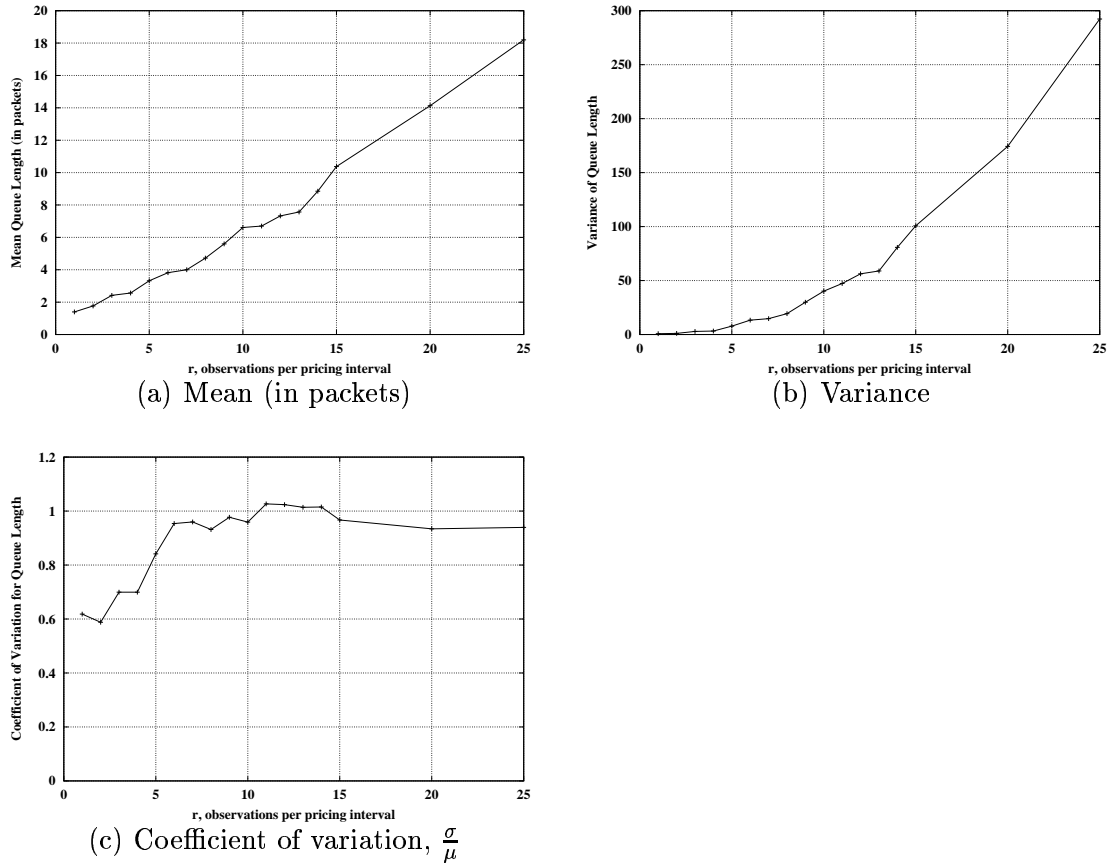 20
18
16
14
12
10
8
6
4
2
0
Mean Queue Length (in packets)
0 5 10 15 20 25
r, observations per pricing interval
(a) Mean (in packets)
300
250
200
150
100
50
0
Variance of Queue Length
0 5 10 15 20 25
r, observations per pricing interval
(b) Variance
1.2
1
0.8
0.6
0.4
0.2
0
Coefficient of Variation for Queue Length
0 5 10 15 20 25
r, observations per pricing interval
(c) Coefficient of variation, σ/μ